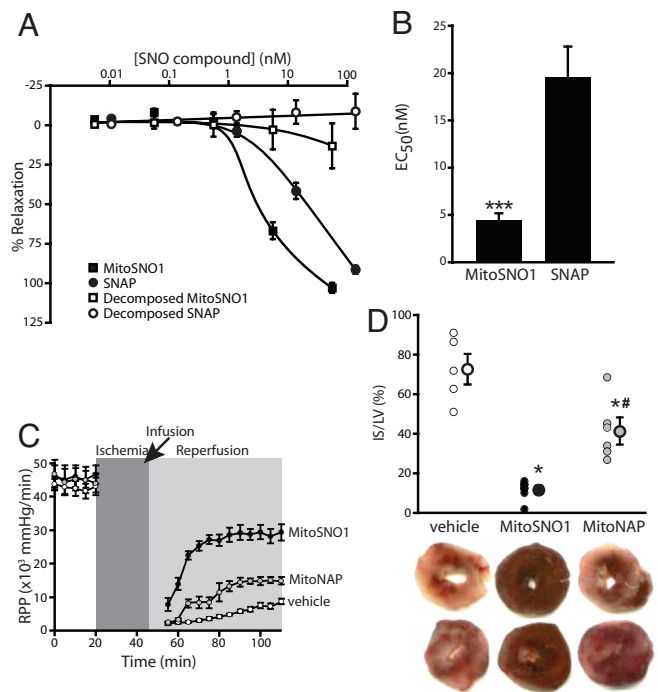 A
[SNO compound] (nM)
0.01 0.1 1 10 100
-25
0
25
50
75
100
125
% Relaxation
MitoSNO1
SNAP
Decomposed MitoSNO1
Decomposed SNAP
B
25
20
15
10
5
0
EC50(nM)
***
MitoSNO1 SNAP
C
Infusion
Ischemia Reperfusion
50
40
30
20
10
0
RPP (x10³ mmHg/min)
MitoSNO1
MitoNAP
vehicle
0 20 40 60 80 100
Time (min)
D
100
80
60
40
20
0
IS/LV (%)
*
*#
vehicle MitoSNO1 MitoNAP